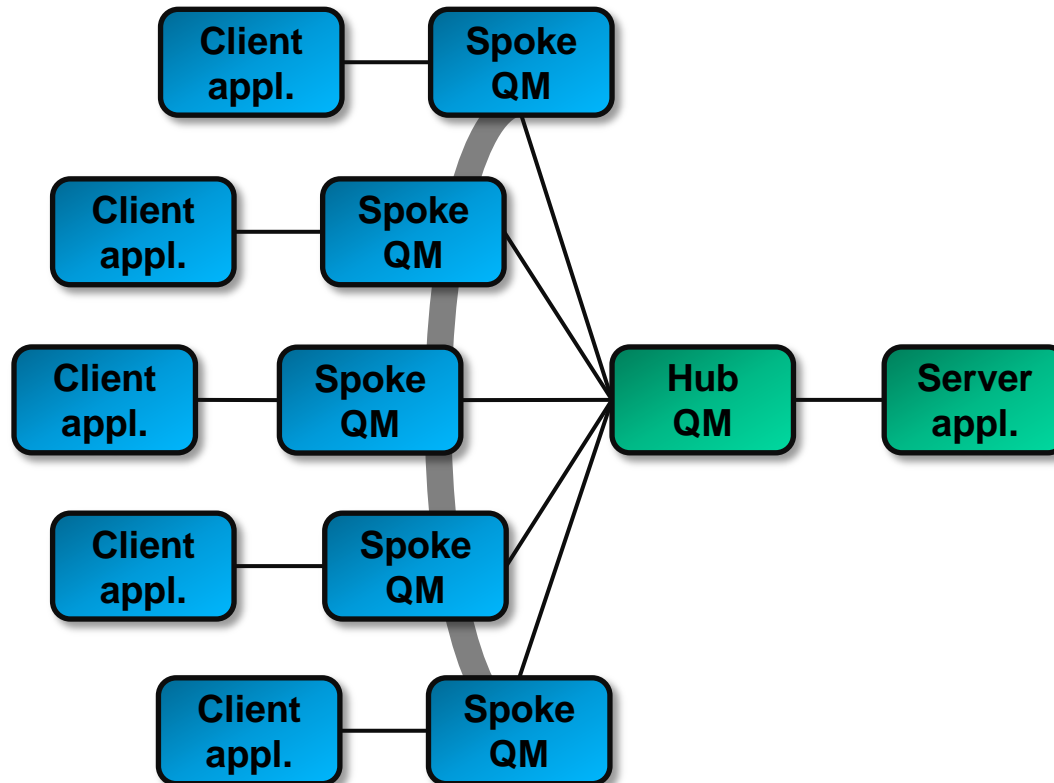 Client
appl.
Spoke
QM
Client
appl.
Spoke
QM
Client
appl.
Spoke
QM
Hub
QM
Server
appl.
Client
appl.
Spoke
QM
Client
appl.
Spoke
QM